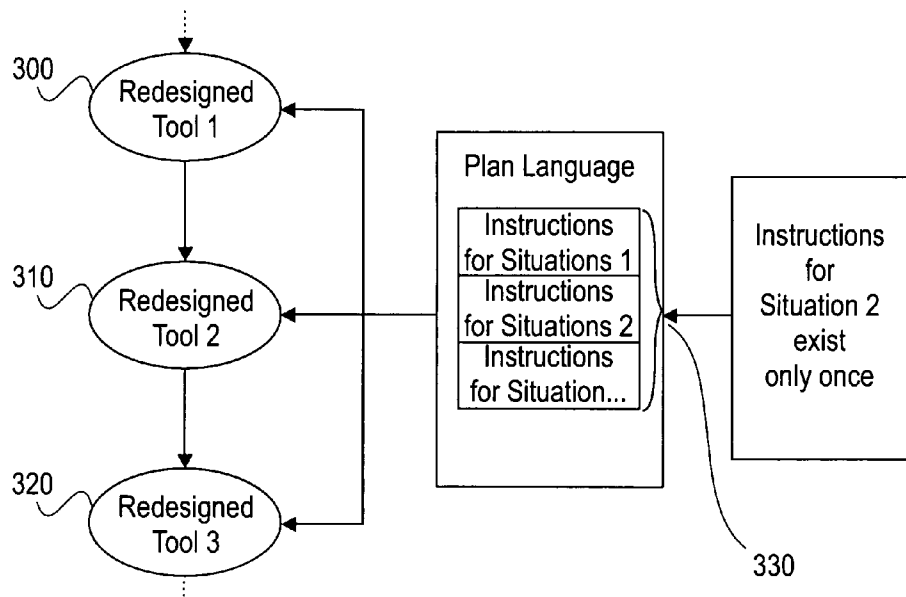 300
Redesigned
Tool 1
310
Redesigned
Tool 2
320
Redesigned
Tool 3
Plan Language
Instructions
for Situations 1
Instructions
for Situations 2
Instructions
for Situation...
Instructions
for
Situation 2
exist
only once
330